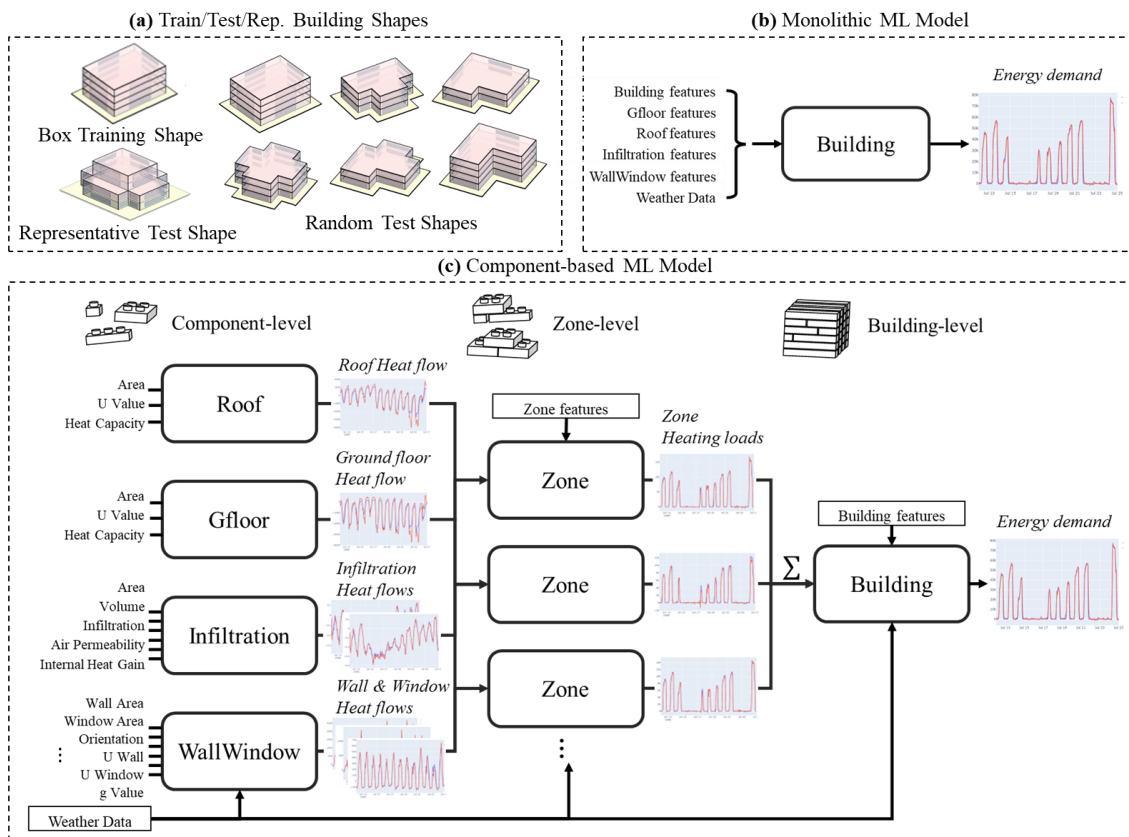 (a) Train/Test/Rep. Building Shapes
Box Training Shape
Representative Test Shape
Random Test Shapes
(b) Monolithic ML Model
Building features
Gfloor features
Roof features
Infiltration features
WallWindow features
Weather Data
Building
Energy demand
(c) Component-based ML Model
Component-level
Zone-level
Building-level
Area
U Value
Heat Capacity
Roof
Roof Heat flow
Area
U Value
Heat Capacity
Gfloor
Ground floor
Heat flow
Area
Volume
Infiltration
Air Permeability
Internal Heat Gain
Infiltration
Infiltration
Heat flows
Wall Area
Window Area
Orientation
⋮
U Wall
U Window
g Value
WallWindow
Wall & Window
Heat flows
Weather Data
Zone features
Zone
Zone
Zone
⋮
Zone
Heating loads
Σ
Building features
Building
Energy demand